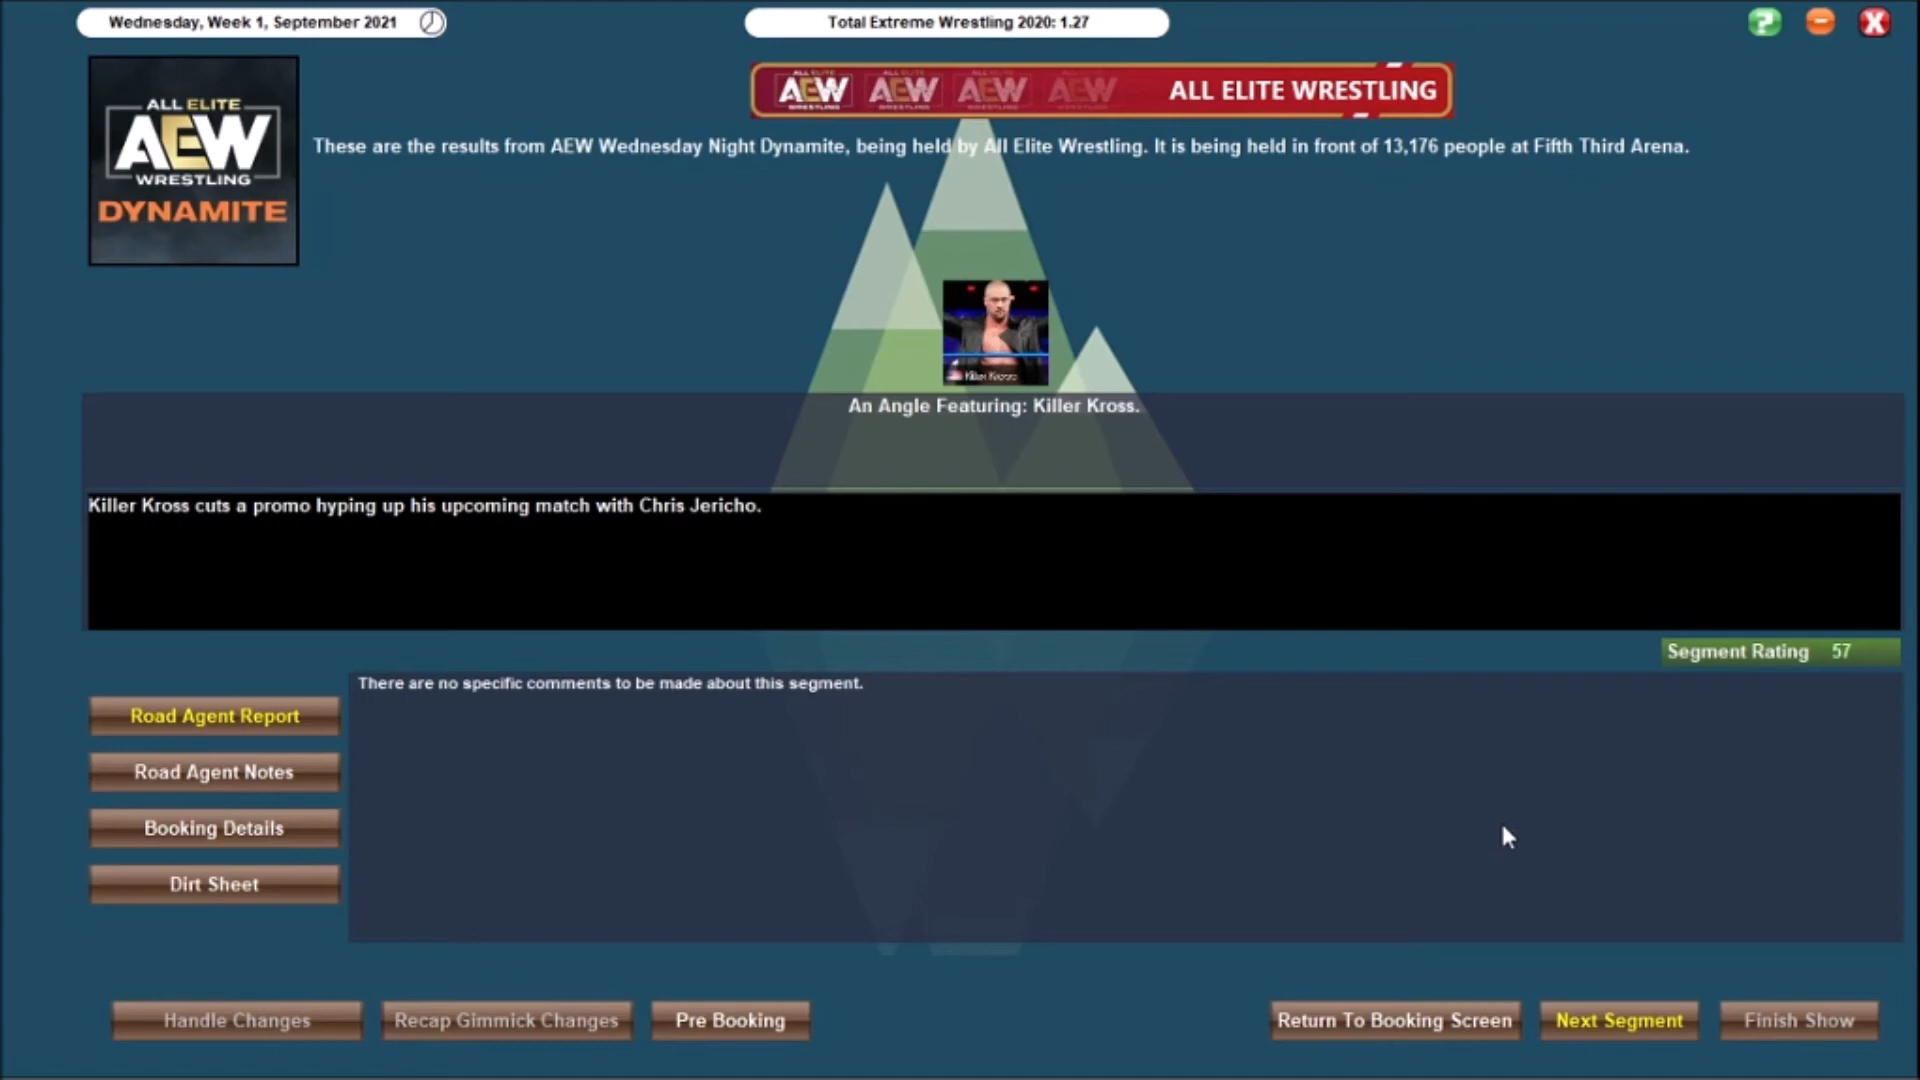 Wednesday, Week 1, September 2021
Total Extreme Wrestling 2020: 1.27
?
ALL ELITE
AEW
WRESTLING
DYNAMITE
ALL ELITE
AEW
WRESTLING
AEW
AEW
AEW
ALL ELITE WRESTLING
These are the results from AEW Wednesday Night Dynamite, being held by All Elite Wrestling. It is being held in front of 13,176 people at Fifth Third Arena.
Killer Kross
An Angle Featuring: Killer Kross.
Killer Kross cuts a promo hyping up his upcoming match with Chris Jericho.
Segment Rating 57
There are no specific comments to be made about this segment.
Road Agent Report
Road Agent Notes
Booking Details
Dirt Sheet
Handle Changes
Recap Gimmick Changes
Pre Booking
Return To Booking Screen
Next Segment
Finish Show